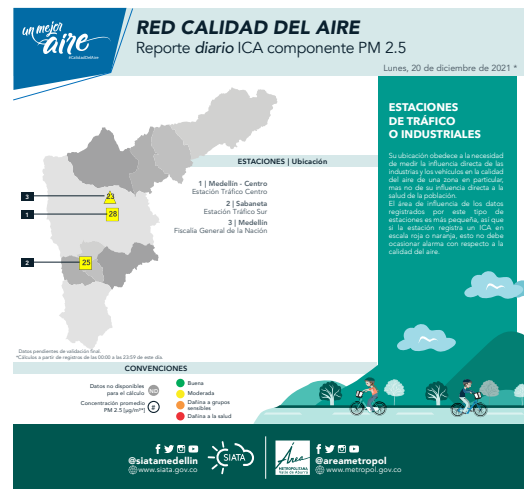 un mejor
aire
#CalidadDelAire
RED CALIDAD DEL AIRE
Reporte diario ICA componente PM 2.5
Lunes, 20 de diciembre de 2021 *
ESTACIONES
DE TRÁFICO
O INDUSTRIALES
Su ubicación obedece a la necesidad
de medir la influencia directa de las
industrias y los vehículos en la calidad
del aire de una zona en particular,
mas no de su influencia directa a la
salud de la población.
El área de influencia de los datos
registrados por este tipo de
estaciones es más pequeña, así que
si la estación registra un ICA en
escala roja o naranja, esto no debe
ocasionar alarma con respecto a la
calidad del aire.
ESTACIONES | Ubicación
1 | Medellín - Centro
Estación Tráfico Centro
2 | Sabaneta
Estación Tráfico Sur
3 | Medellín
Fiscalía General de la Nación
3
23
1
28
2
25
Datos pendientes de validación final.
*Cálculos a partir de registros de las 00:00 a las 23:59 de este día.
CONVENCIONES
Datos no disponibles
para el cálculo
ND
Concentración promedio
PM 2.5 [µg/m³*]
#
Buena
Moderada
Dañina a grupos
sensibles
Dañina a la salud
@siatamedellin
www.siata.gov.co
SIATA
Área
METROPOLITANA
Valle de Aburrá
@areametropol
www.metropol.gov.co